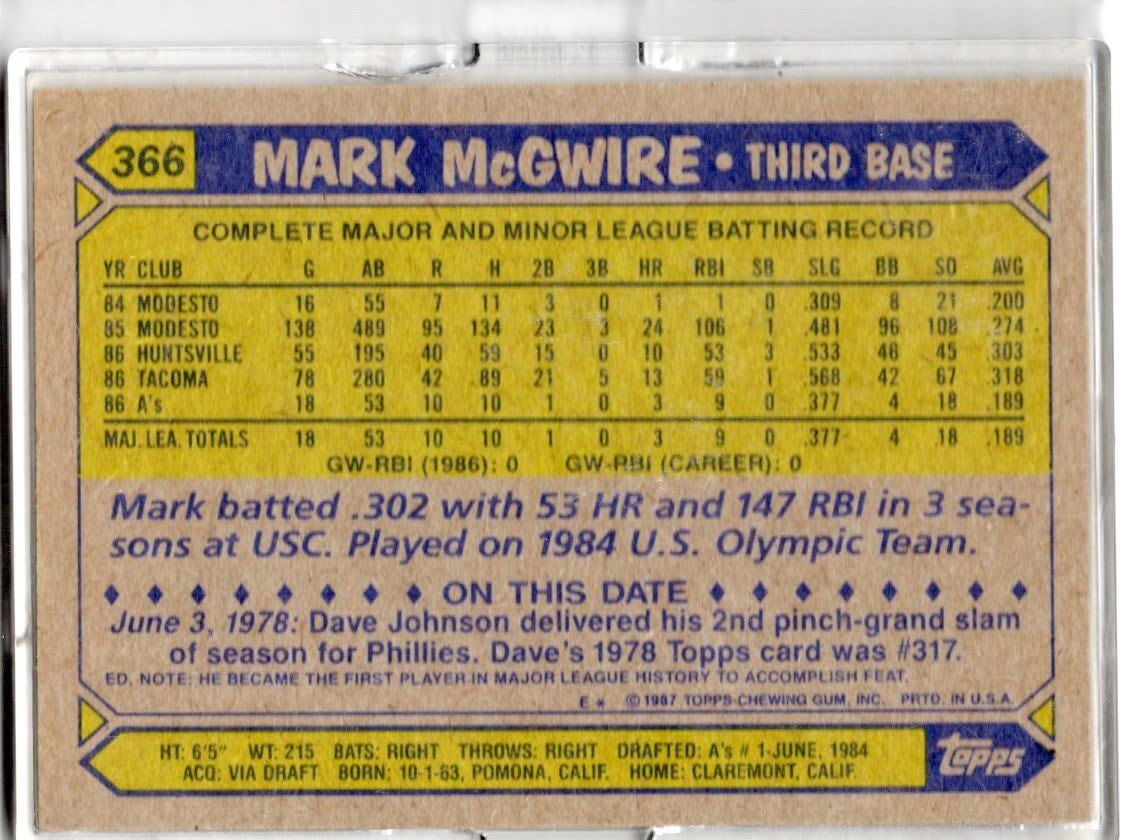 366 MARK McGWIRE • THIRD BASE
COMPLETE MAJOR AND MINOR LEAGUE BATTING RECORD
YR CLUB G AB R H 2B 3B HR RBI SB SLG BB SO AVG
84 MODESTO 16 55 7 11 3 0 1 1 0 .309 8 21 .200
85 MODESTO 138 489 95 134 23 3 24 106 1 .481 96 108 .274
86 HUNTSVILLE 55 195 40 59 15 0 10 53 3 .533 46 45 .303
86 TACOMA 78 280 42 89 21 5 13 59 1 .568 42 67 .318
86 A's 18 53 10 10 1 0 3 9 0 .377 4 18 .189
MAJ. LEA. TOTALS 18 53 10 10 1 0 3 9 0 .377 4 18 .189
GW-RBI (1986): 0 GW-RBI (CAREER): 0
Mark batted .302 with 53 HR and 147 RBI in 3 sea-
sons at USC. Played on 1984 U.S. Olympic Team.
♦ ♦ ♦ ♦ ♦ ♦ ♦ ♦ ON THIS DATE ♦ ♦ ♦ ♦ ♦ ♦ ♦ ♦
June 3, 1978: Dave Johnson delivered his 2nd pinch-grand slam
of season for Phillies. Dave's 1978 Topps card was #317.
ED. NOTE: HE BECAME THE FIRST PLAYER IN MAJOR LEAGUE HISTORY TO ACCOMPLISH FEAT.
E* © 1987 TOPPS CHEWING GUM, INC. PRTD. IN U.S.A.
HT: 6'5" WT: 215 BATS: RIGHT THROWS: RIGHT DRAFTED: A's # 1-JUNE, 1984
ACQ: VIA DRAFT BORN: 10-1-63, POMONA, CALIF. HOME: CLAREMONT, CALIF.
topps